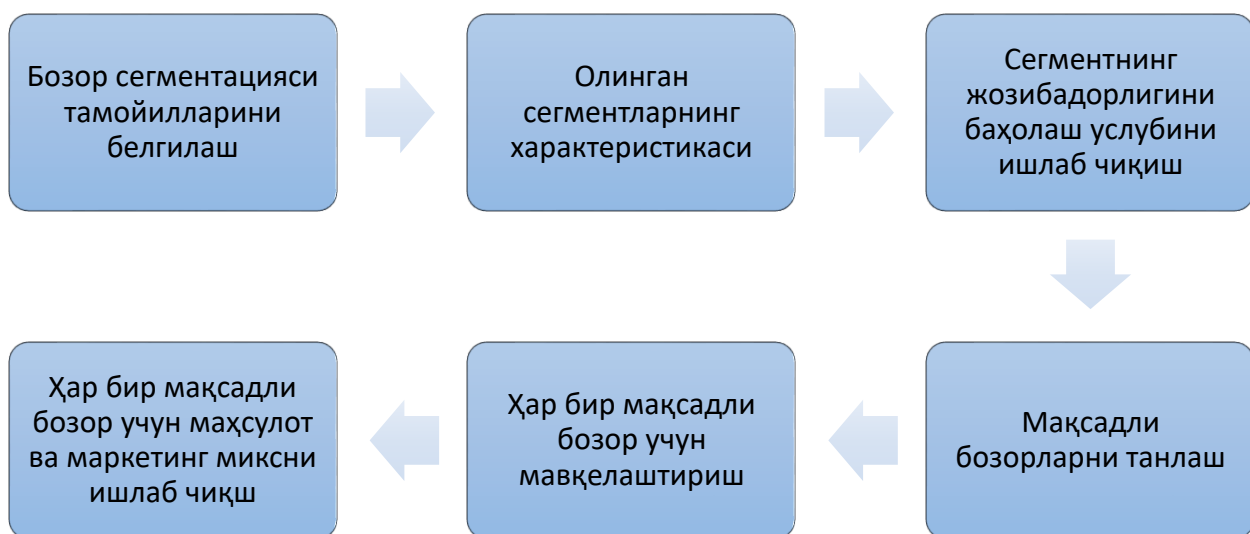 Бозор сегментацияси
тамойилларини
белгилаш
Олинган
сегментларнинг
характеристикаси
Сегментнинг
жозибадорлигини
баҳолаш услубини
ишлаб чиқиш
Мақсадли
бозорларни танлаш
Ҳар бир мақсадли
бозор учун
мавқелаштириш
Ҳар бир мақсадли
бозор учун маҳсулот
ва маркетинг миксни
ишлаб чиқш